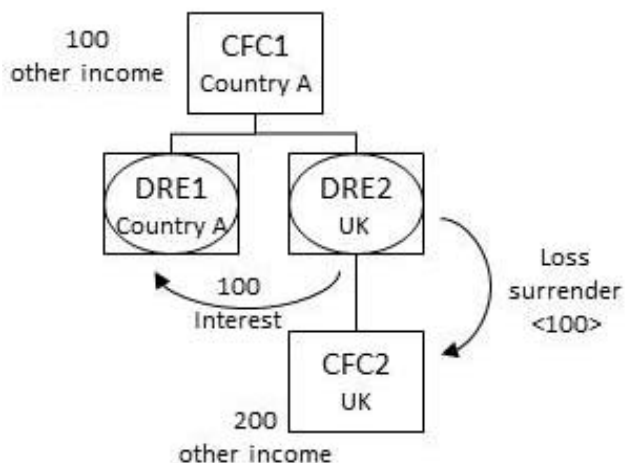 100
other income
CFC1
Country A
DRE1
Country A
DRE2
UK
100
Interest
Loss
surrender
<100>
CFC2
UK
200
other income